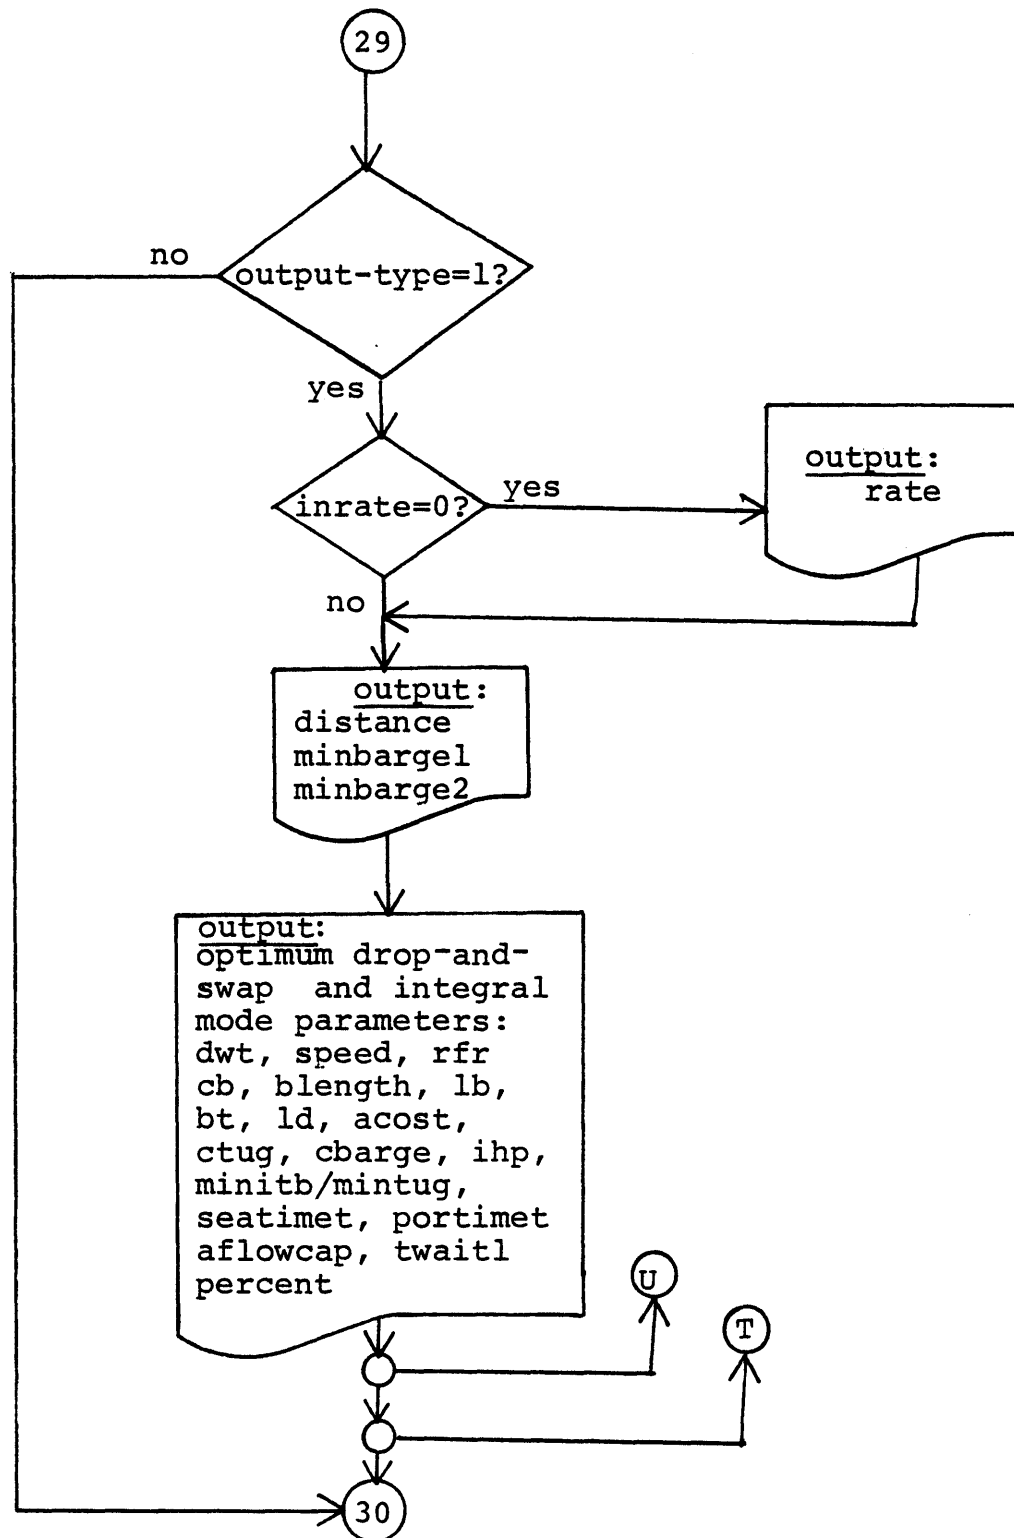 29
no
output-type=1?
yes
inrate=0?
yes
output:
rate
no
output:
distance
minbarge1
minbarge2
output:
optimum drop-and-
swap and integral
mode parameters:
dwt, speed, rfr
cb, blength, lb,
bt, ld, acost,
ctug, cbarge, ihp,
minitb/mintug,
seatimet, portimet
aflowcap, twaitl
percent
U
T
30